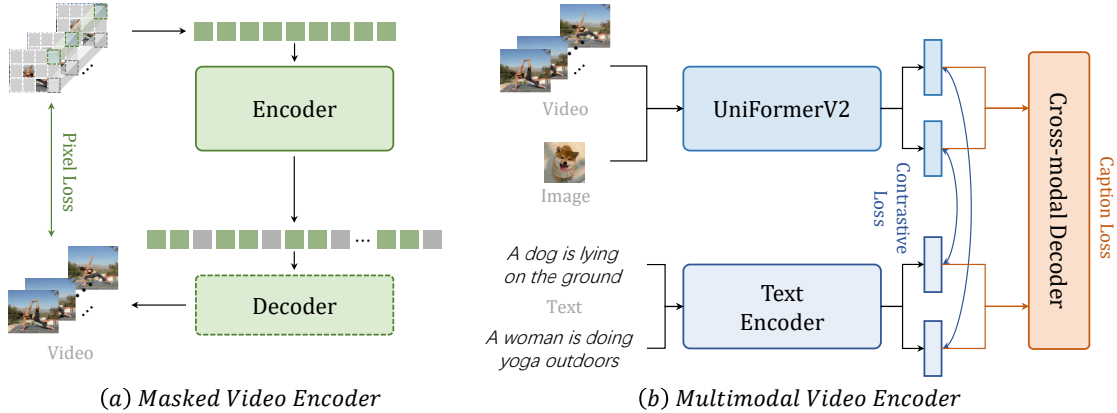 Encoder
Pixel Loss
...
Decoder
Video
(a) Masked Video Encoder
Video
Image
UniFormerV2
Contrastive
Loss
A dog is lying
on the ground
Text
A woman is doing
yoga outdoors
Text
Encoder
Cross-modal Decoder
Caption Loss
(b) Multimodal Video Encoder